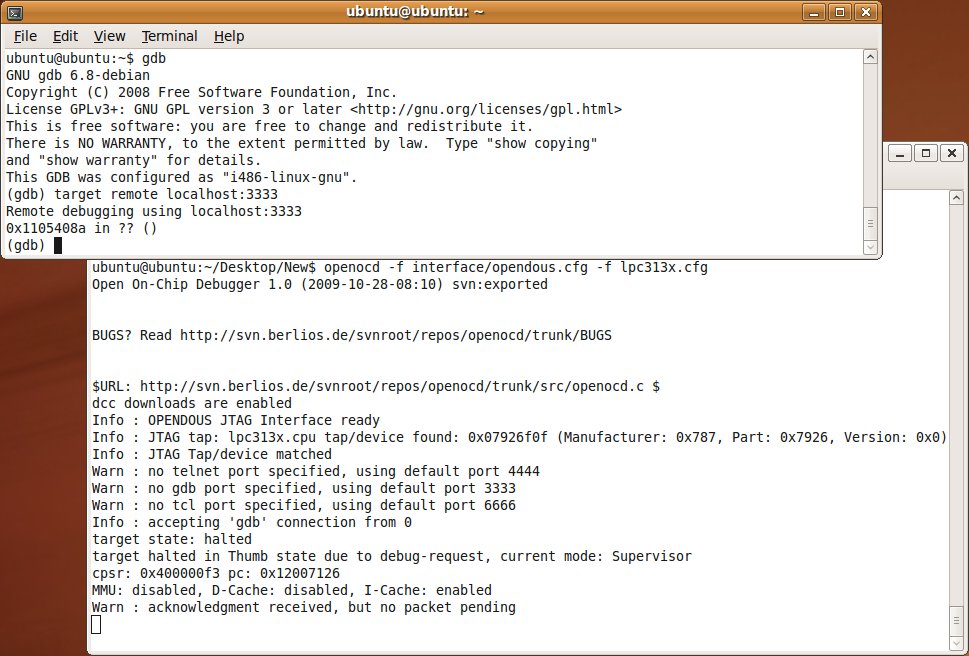 ubuntu@ubuntu: ~
File Edit View Terminal Help
ubuntu@ubuntu:~$ gdb
GNU gdb 6.8-debian
Copyright (C) 2008 Free Software Foundation, Inc.
License GPLv3+: GNU GPL version 3 or later <http://gnu.org/licenses/gpl.html>
This is free software: you are free to change and redistribute it.
There is NO WARRANTY, to the extent permitted by law.  Type "show copying"
and "show warranty" for details.
This GDB was configured as "i486-linux-gnu".
(gdb) target remote localhost:3333
Remote debugging using localhost:3333
0x1105408a in ?? ()
(gdb)
ubuntu@ubuntu:~/Desktop/New$ openocd -f interface/opendous.cfg -f lpc313x.cfg
Open On-Chip Debugger 1.0 (2009-10-28-08:10) svn:exported
BUGS? Read http://svn.berlios.de/svnroot/repos/openocd/trunk/BUGS
$URL: http://svn.berlios.de/svnroot/repos/openocd/trunk/src/openocd.c $
dcc downloads are enabled
Info : OPENDOUS JTAG Interface ready
Info : JTAG tap: lpc313x.cpu tap/device found: 0x07926f0f (Manufacturer: 0x787, Part: 0x7926, Version: 0x0)
Info : JTAG Tap/device matched
Warn : no telnet port specified, using default port 4444
Warn : no gdb port specified, using default port 3333
Warn : no tcl port specified, using default port 6666
Info : accepting 'gdb' connection from 0
target state: halted
target halted in Thumb state due to debug-request, current mode: Supervisor
cpsr: 0x400000f3 pc: 0x12007126
MMU: disabled, D-Cache: disabled, I-Cache: enabled
Warn : acknowledgment received, but no packet pending